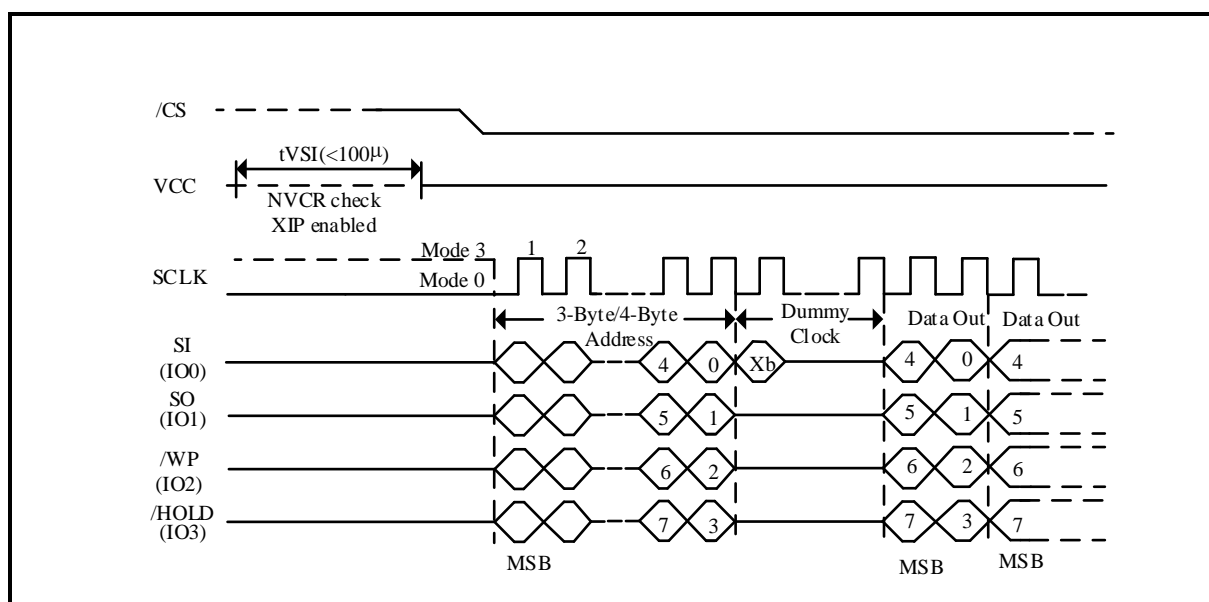 /CS
tVSI(<100μ)
VCC
NVCR check
XIP enabled
Mode 3
1
2
SCLK
Mode 0
3-Byte/4-Byte
Address
Dummy
Clock
Data Out
Data Out
SI
(IO0)
4
0
Xb
4
0
4
SO
(IO1)
5
1
5
1
5
/WP
(IO2)
6
2
6
2
6
/HOLD
(IO3)
7
3
7
3
7
MSB
MSB
MSB